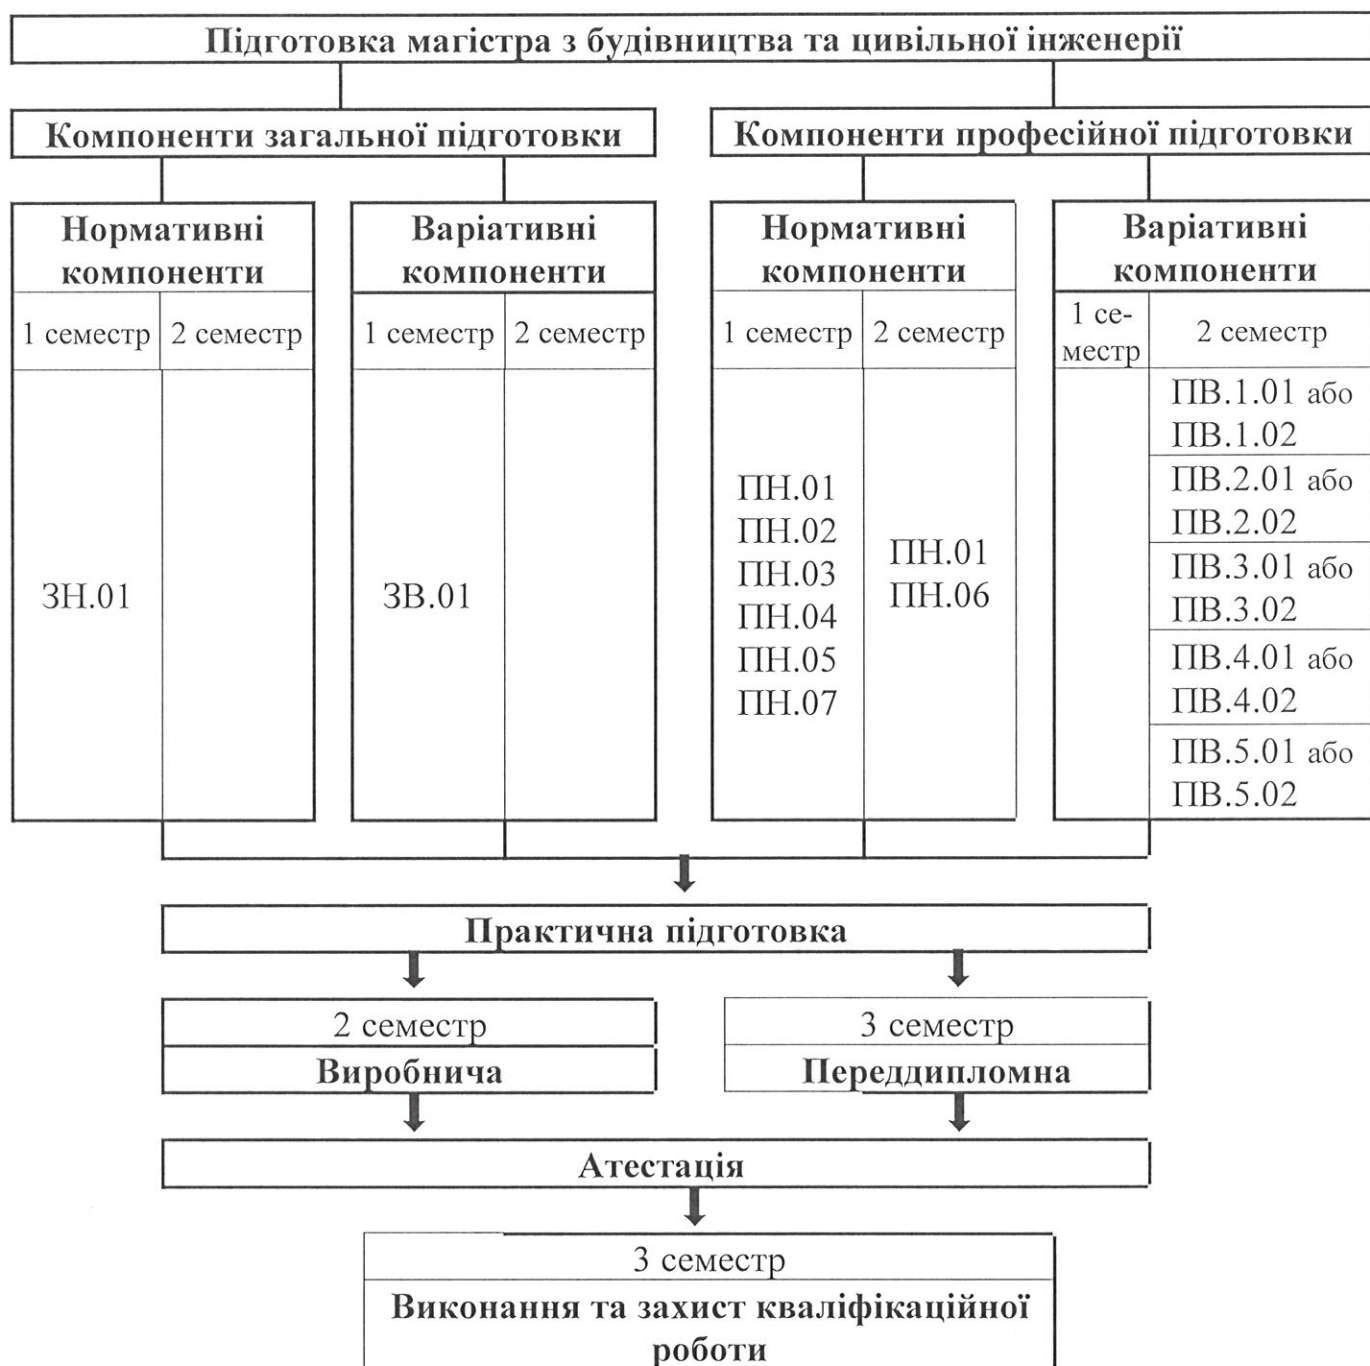 Підготовка магістра з будівництва та цивільної інженерії
Компоненти загальної підготовки
Компоненти професійної підготовки
Нормативні
компоненти
Варіативні
компоненти
Нормативні
компоненти
Варіативні
компоненти
1 семестр
2 семестр
1 семестр
2 семестр
1 семестр
2 семестр
1 се-
местр
2 семестр
ЗН.01
ЗВ.01
ПН.01
ПН.02
ПН.03
ПН.04
ПН.05
ПН.07
ПН.01
ПН.06
ПВ.1.01 або
ПВ.1.02
ПВ.2.01 або
ПВ.2.02
ПВ.3.01 або
ПВ.3.02
ПВ.4.01 або
ПВ.4.02
ПВ.5.01 або
ПВ.5.02
Практична підготовка
2 семестр
Виробнича
3 семестр
Переддипломна
Атестація
3 семестр
Виконання та захист кваліфікаційної
роботи